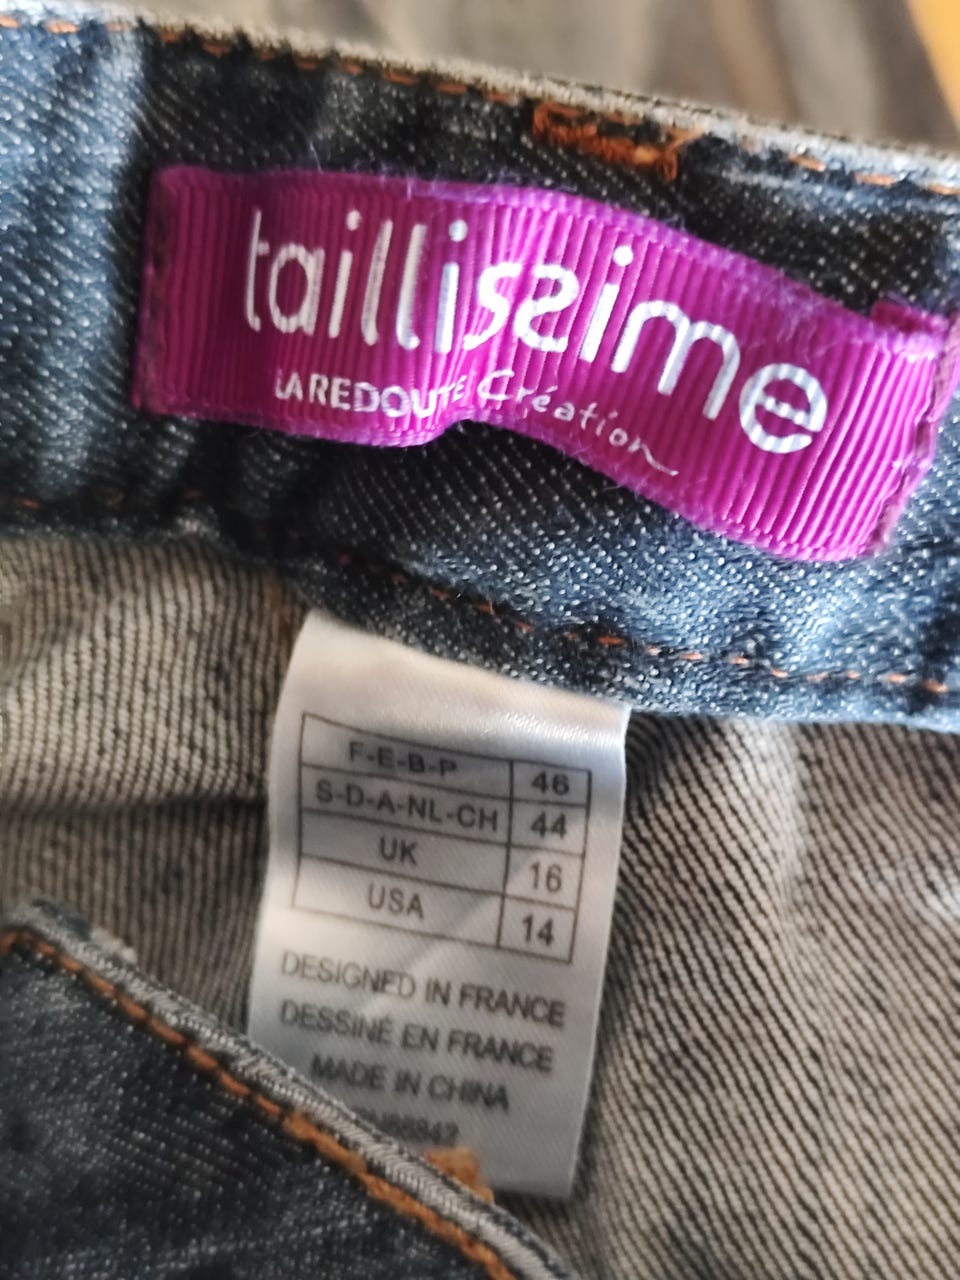 taillissime
LA REDOUTE Création
F-E-B-P 46
S-D-A-NL-CH 44
UK 16
USA 14
DESIGNED IN FRANCE
DESSINÉ EN FRANCE
MADE IN CHINA